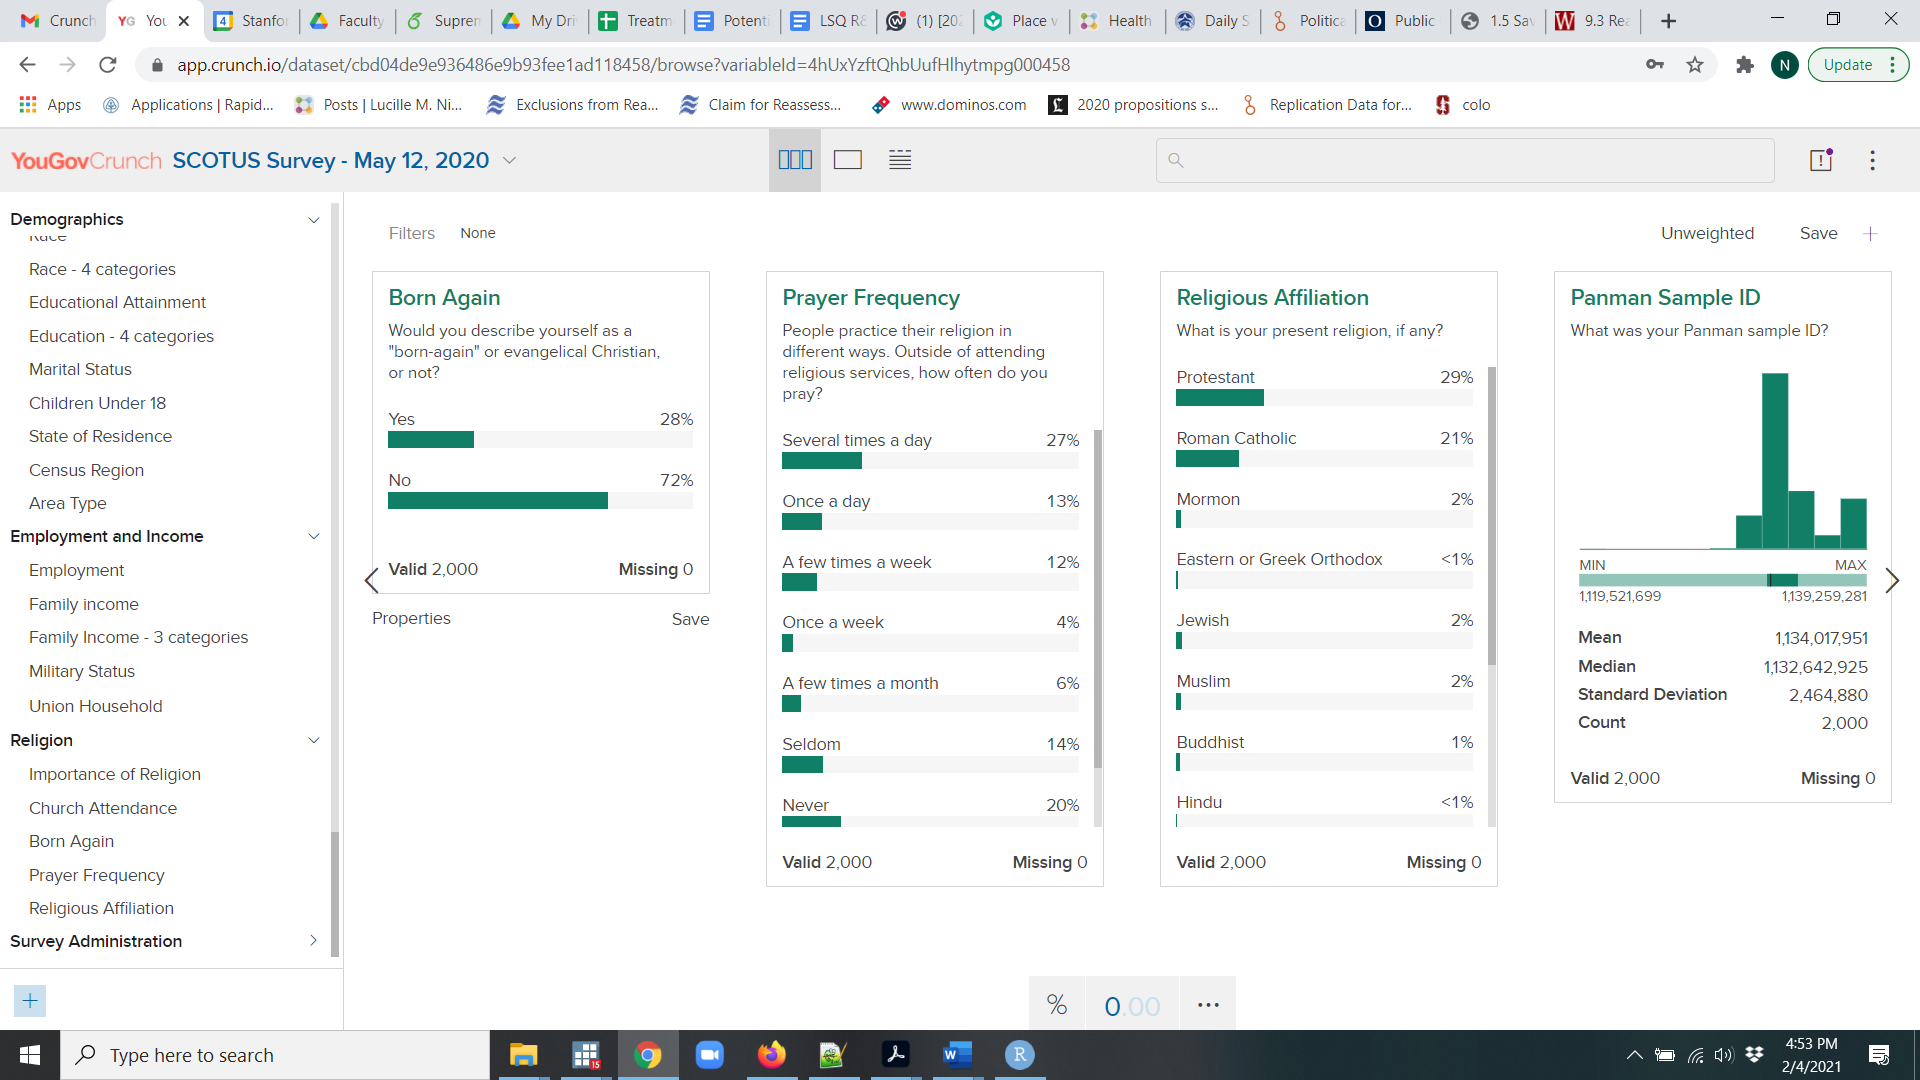 Crunch
YG You
Stanfo
Faculty
Suprem
My Dri
Treatm
Potenti
LSQ R&
(1) [202
Place v
Health
Daily S
Politica
Public
1.5 Sav
9.3 Rea
app.crunch.io/dataset/cbd04de9e936486e9b93fee1ad118458/browse?variableId=4hUxYzftQhbUufHlhytmpg000458
N
Update
Apps
Applications | Rapid...
Posts | Lucille M. Ni...
Exclusions from Rea...
Claim for Reassess...
www.dominos.com
2020 propositions s...
Replication Data for...
colo
YouGovCrunch SCOTUS Survey - May 12, 2020
Demographics
Race
Race - 4 categories
Educational Attainment
Education - 4 categories
Marital Status
Children Under 18
State of Residence
Census Region
Area Type
Employment and Income
Employment
Family income
Family Income - 3 categories
Military Status
Union Household
Religion
Importance of Religion
Church Attendance
Born Again
Prayer Frequency
Religious Affiliation
Survey Administration
Filters None
Unweighted Save
Born Again
Would you describe yourself as a
"born-again" or evangelical Christian,
or not?
Yes 28%
No 72%
Valid 2,000 Missing 0
Properties Save
Prayer Frequency
People practice their religion in
different ways. Outside of attending
religious services, how often do you
pray?
Several times a day 27%
Once a day 13%
A few times a week 12%
Once a week 4%
A few times a month 6%
Seldom 14%
Never 20%
Valid 2,000 Missing 0
Religious Affiliation
What is your present religion, if any?
Protestant 29%
Roman Catholic 21%
Mormon 2%
Eastern or Greek Orthodox <1%
Jewish 2%
Muslim 2%
Buddhist 1%
Hindu <1%
Valid 2,000 Missing 0
Panman Sample ID
What was your Panman sample ID?
MIN MAX
1,119,521,699 1,139,259,281
Mean 1,134,017,951
Median 1,132,642,925
Standard Deviation 2,464,880
Count 2,000
Valid 2,000 Missing 0
% 0.00 ...
Type here to search
15
4:53 PM
2/4/2021